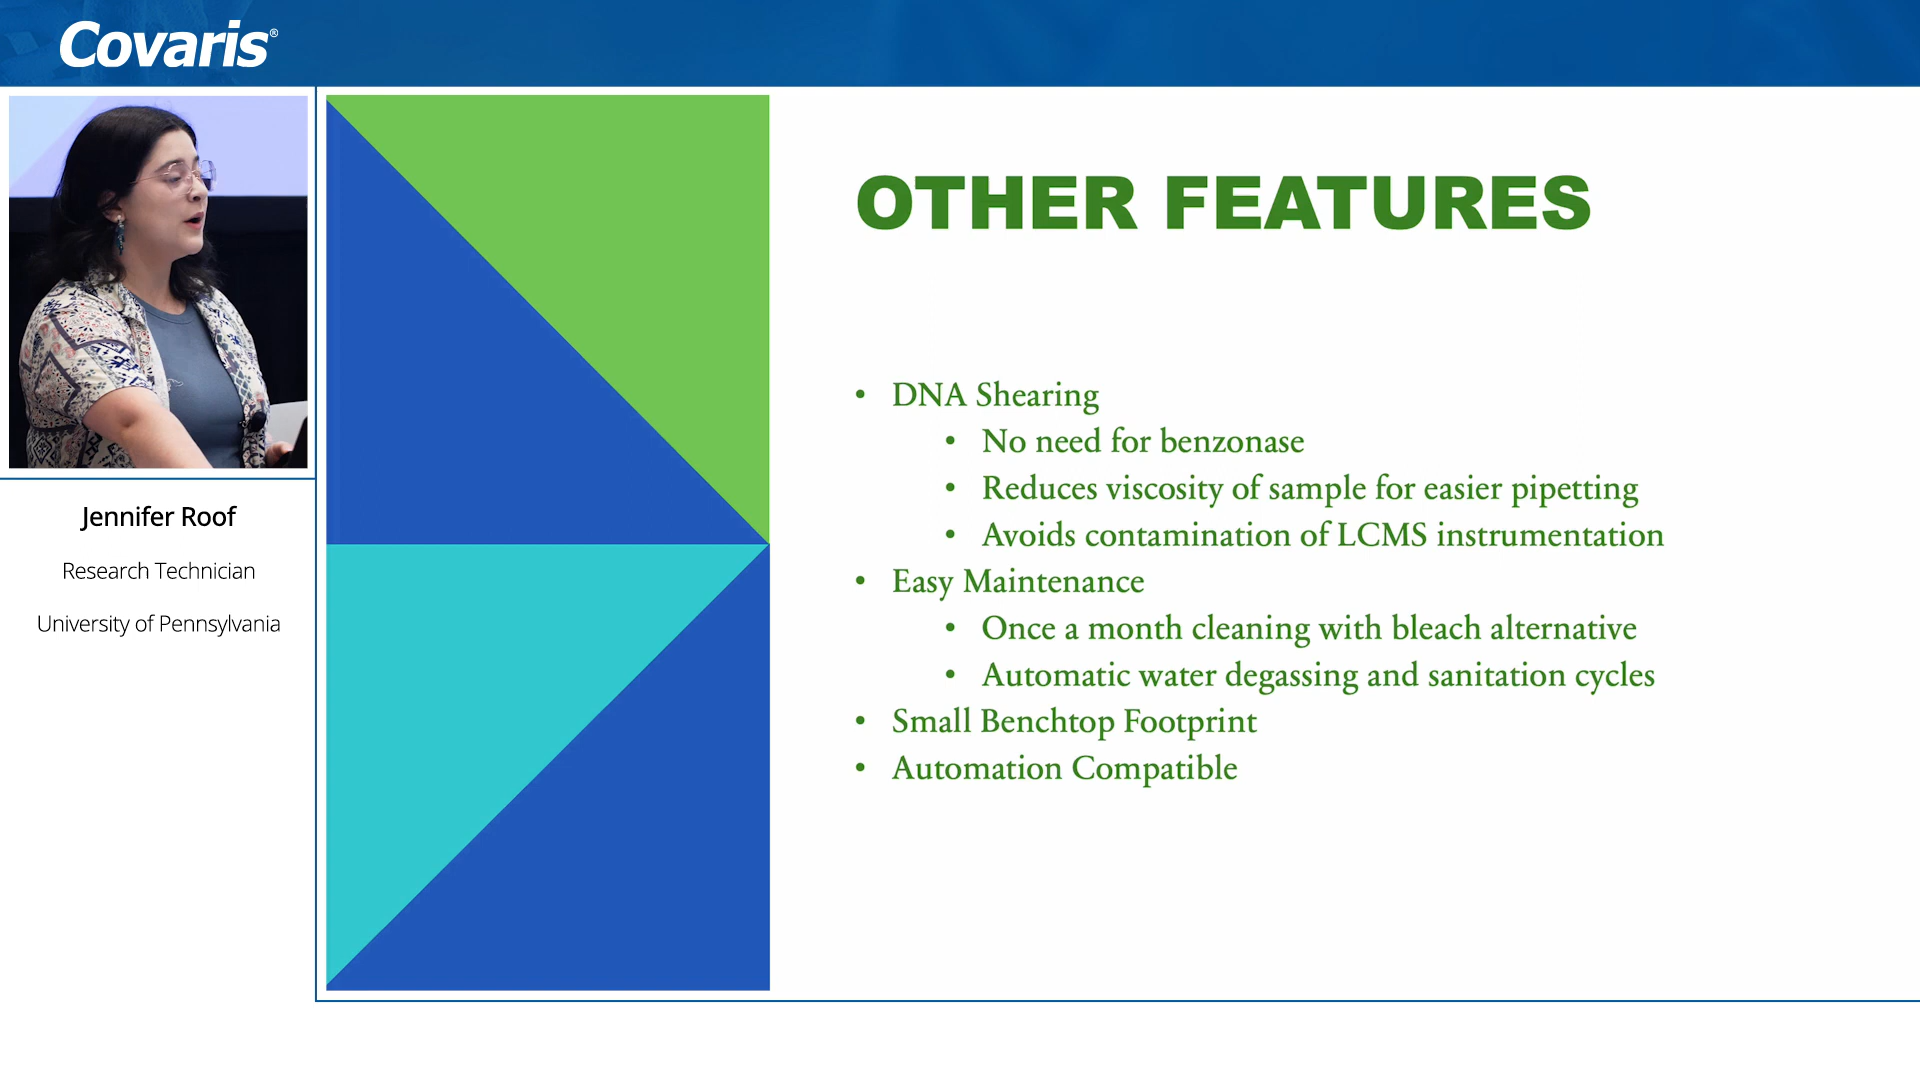 Covaris®
Jennifer Roof
Research Technician
University of Pennsylvania
OTHER FEATURES
• DNA Shearing
• No need for benzonase
• Reduces viscosity of sample for easier pipetting
• Avoids contamination of LCMS instrumentation
• Easy Maintenance
• Once a month cleaning with bleach alternative
• Automatic water degassing and sanitation cycles
• Small Benchtop Footprint
• Automation Compatible